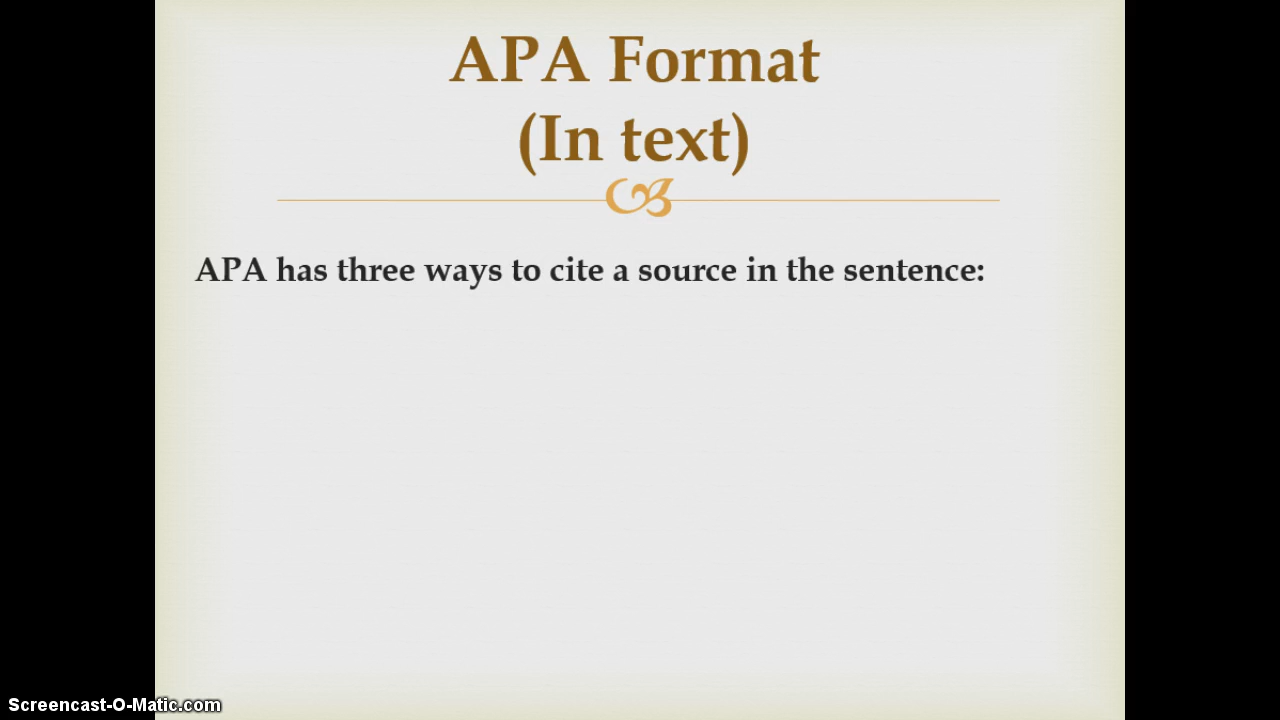 APA Format
(In text)
APA has three ways to cite a source in the sentence:
Screencast-O-Matic.com